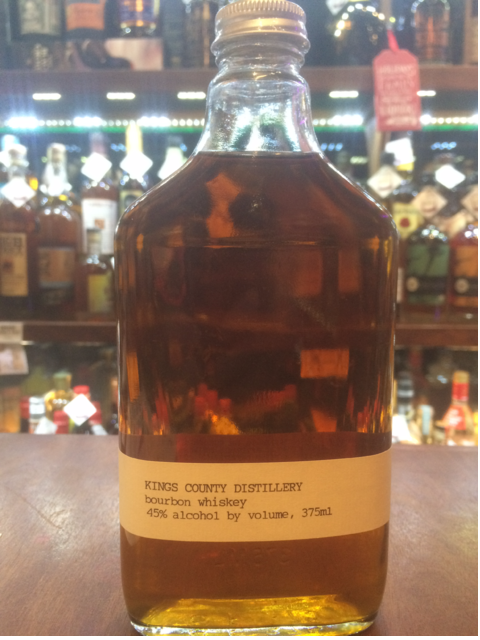 KINGS COUNTY DISTILLERY
bourbon whiskey
45% alcohol by volume, 375ml